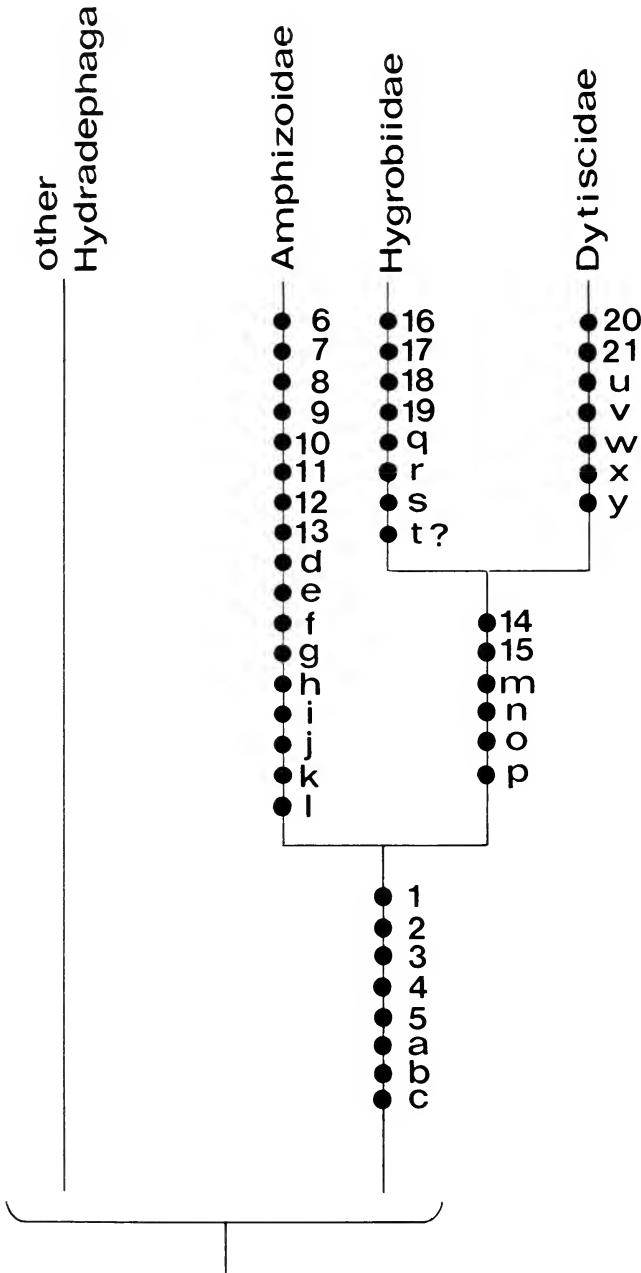 other
Hydradephaga
Amphizoidae
Hygrobiidae
Dytiscidae
6
7
8
9
10
11
12
13
d
e
f
g
h
i
j
k
l
16
17
18
19
q
r
s
t?
20
21
u
v
w
x
y
14
15
m
n
o
p
1
2
3
4
5
a
b
c